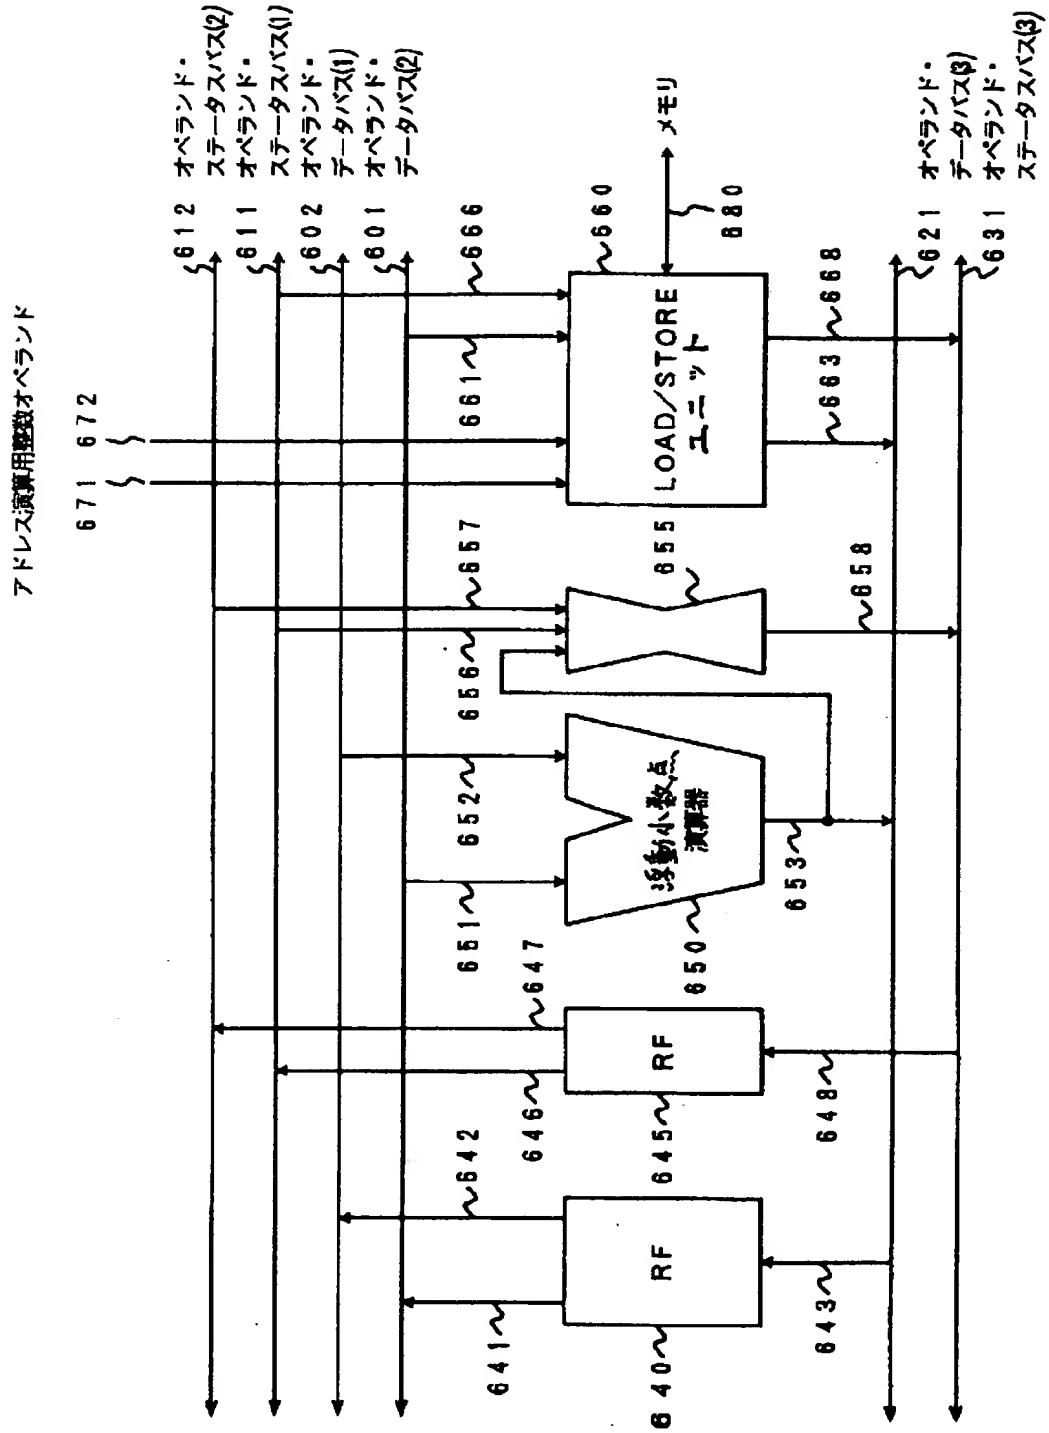 アドレス演算用整数オペランド
671 672
612 オペランド・
ステータスバス(2)
611 オペランド・
ステータスバス(1)
602 オペランド・
データバス(1)
601 オペランド・
データバス(2)
641
642
646
647
651
652
656
657
661
666
640
RF
645
RF
650
浮動小数点
演算器
655
LOAD/STORE
ユニット
660
メモリ
680
643
648
653
658
663
668
621 オペランド・
データバス(3)
631 オペランド・
ステータスバス(3)